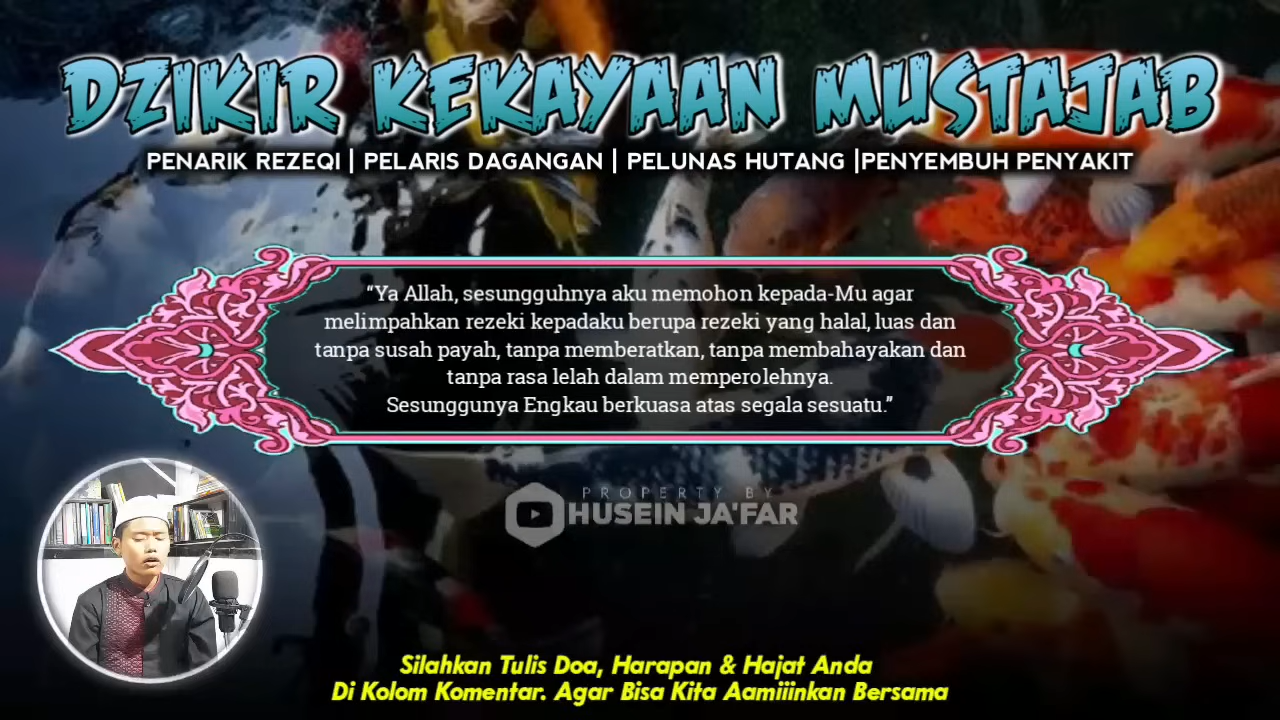 DZIKIR KEKAYAAN MUSTAJAB
PENARIK REZEQI | PELARIS DAGANGAN | PELUNAS HUTANG |PENYEMBUH PENYAKIT
“Ya Allah, sesungguhnya aku memohon kepada-Mu agar
melimpahkan rezeki kepadaku berupa rezeki yang halal, luas dan
tanpa susah payah, tanpa memberatkan, tanpa membahayakan dan
tanpa rasa lelah dalam memperolehnya.
Sesunggunya Engkau berkuasa atas segala sesuatu.”
PROPERTY BY
HUSEIN JA'FAR
Silahkan Tulis Doa, Harapan & Hajat Anda
Di Kolom Komentar. Agar Bisa Kita Aamiiinkan Bersama